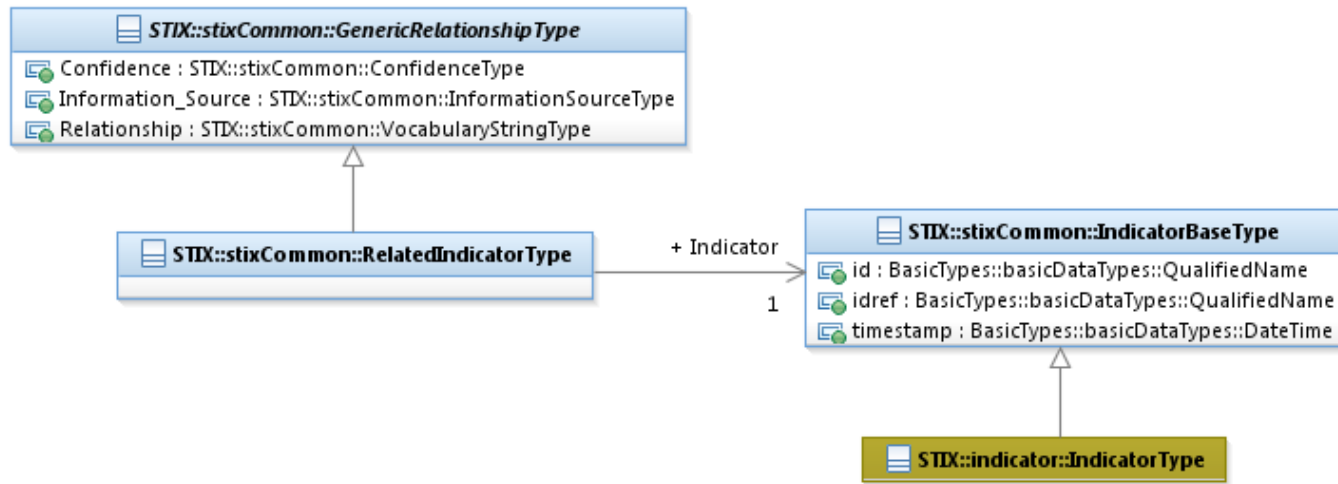 STIX::stixCommon::GenericRelationshipType
Confidence : STIX::stixCommon::ConfidenceType
Information_Source : STIX::stixCommon::InformationSourceType
Relationship : STIX::stixCommon::VocabularyStringType
STIX::stixCommon::RelatedIndicatorType
+ Indicator
1
STIX::stixCommon::IndicatorBaseType
id : BasicTypes::basicDataTypes::QualifiedName
idref : BasicTypes::basicDataTypes::QualifiedName
timestamp : BasicTypes::basicDataTypes::DateTime
STIX::indicator::IndicatorType